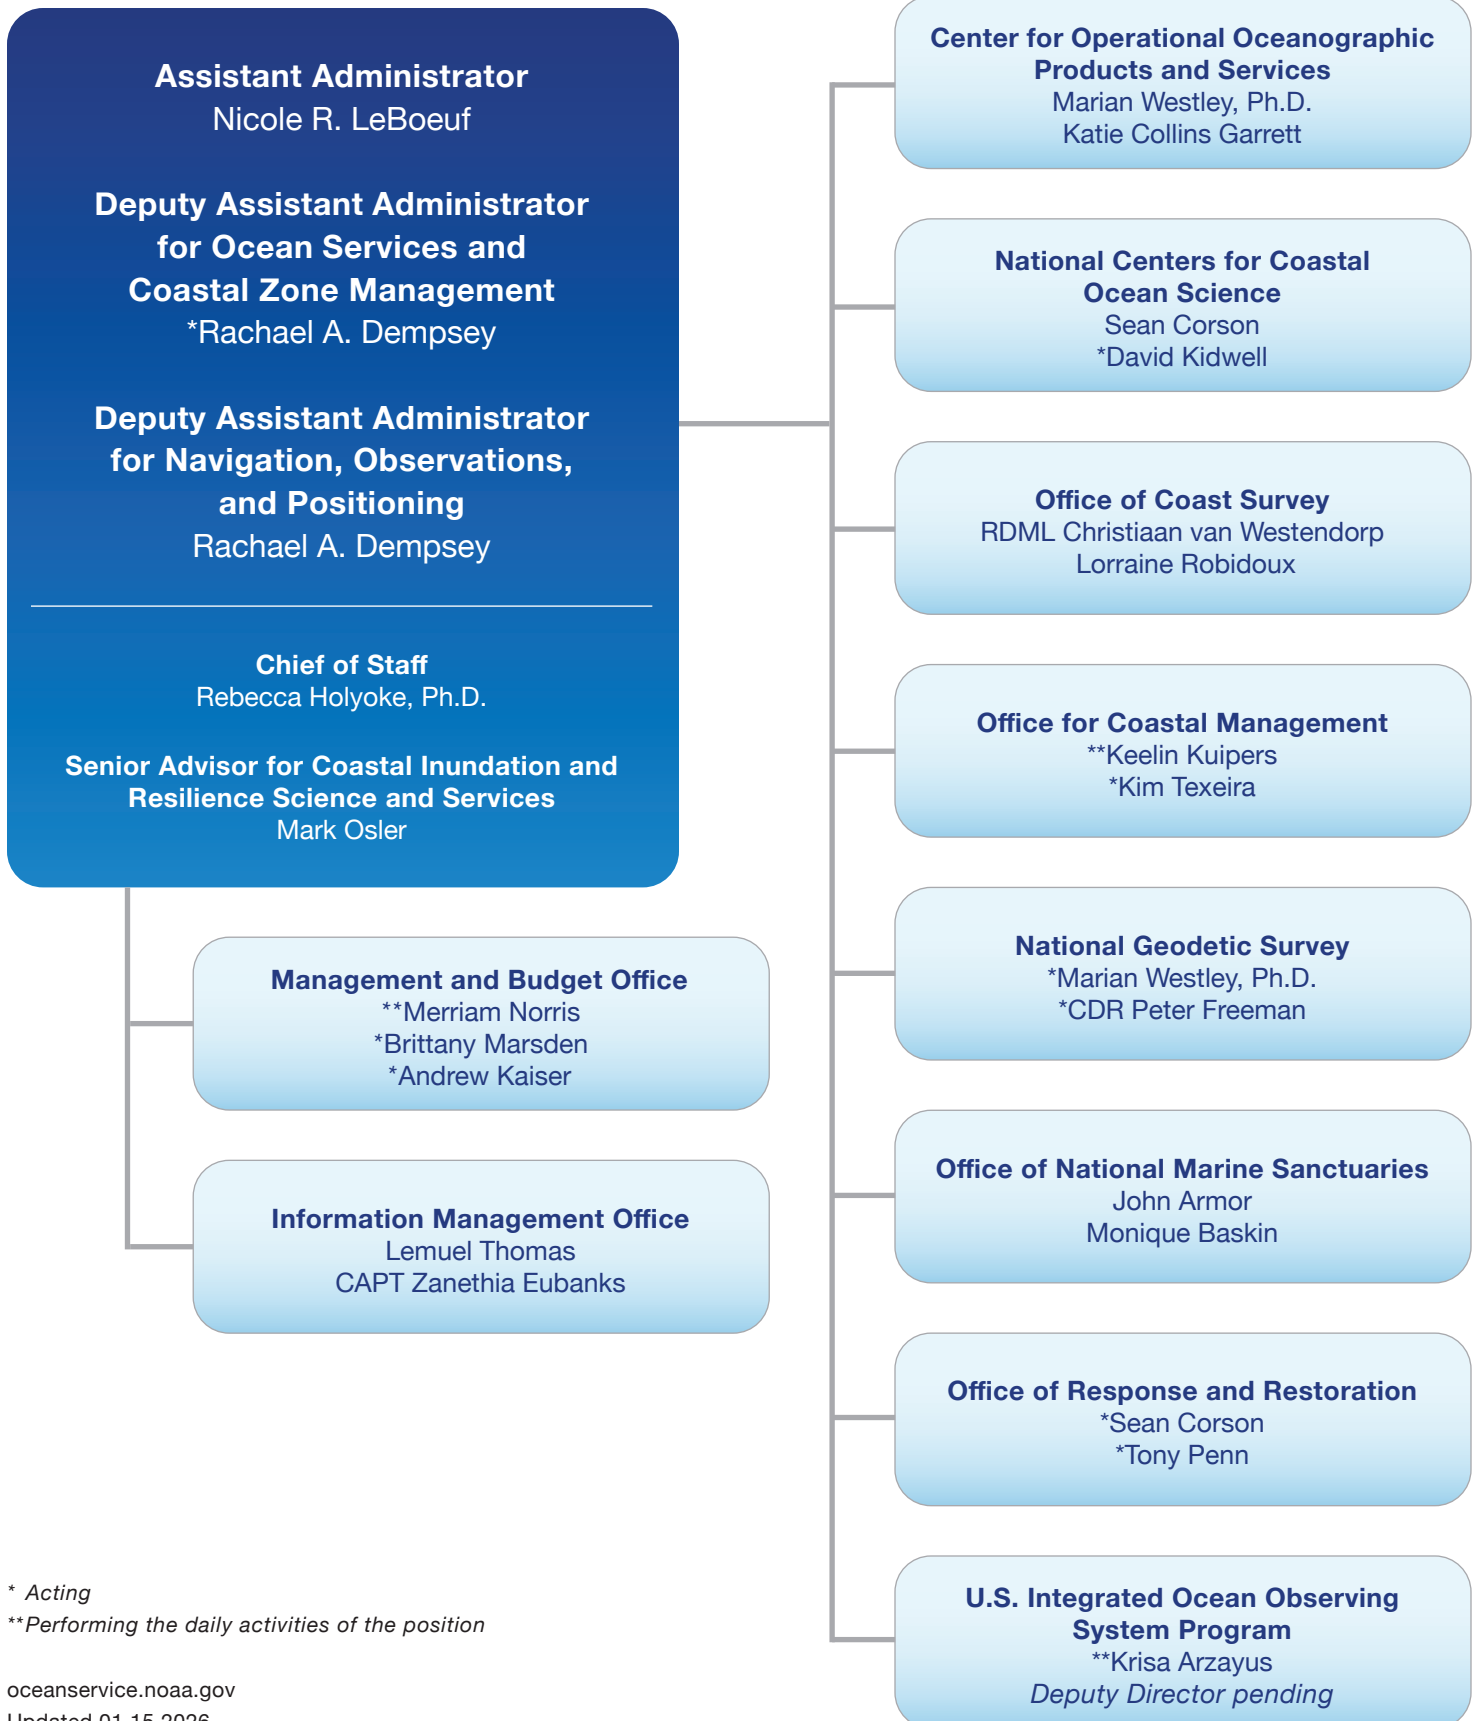 Assistant Administrator
Nicole R. LeBoeuf
Deputy Assistant Administrator
for Ocean Services and
Coastal Zone Management
*Rachael A. Dempsey
Deputy Assistant Administrator
for Navigation, Observations,
and Positioning
Rachael A. Dempsey
Chief of Staff
Rebecca Holyoke, Ph.D.
Senior Advisor for Coastal Inundation and
Resilience Science and Services
Mark Osler
Management and Budget Office
**Merriam Norris
*Brittany Marsden
*Andrew Kaiser
Information Management Office
Lemuel Thomas
CAPT Zanethia Eubanks
Center for Operational Oceanographic
Products and Services
Marian Westley, Ph.D.
Katie Collins Garrett
National Centers for Coastal
Ocean Science
Sean Corson
*David Kidwell
Office of Coast Survey
RDML Christiaan van Westendorp
Lorraine Robidoux
Office for Coastal Management
**Keelin Kuipers
*Kim Texeira
National Geodetic Survey
*Marian Westley, Ph.D.
*CDR Peter Freeman
Office of National Marine Sanctuaries
John Armor
Monique Baskin
Office of Response and Restoration
*Sean Corson
*Tony Penn
U.S. Integrated Ocean Observing
System Program
**Krisa Arzayus
Deputy Director pending
* Acting
**Performing the daily activities of the position
oceanservice.noaa.gov
Updated 01.15.2026